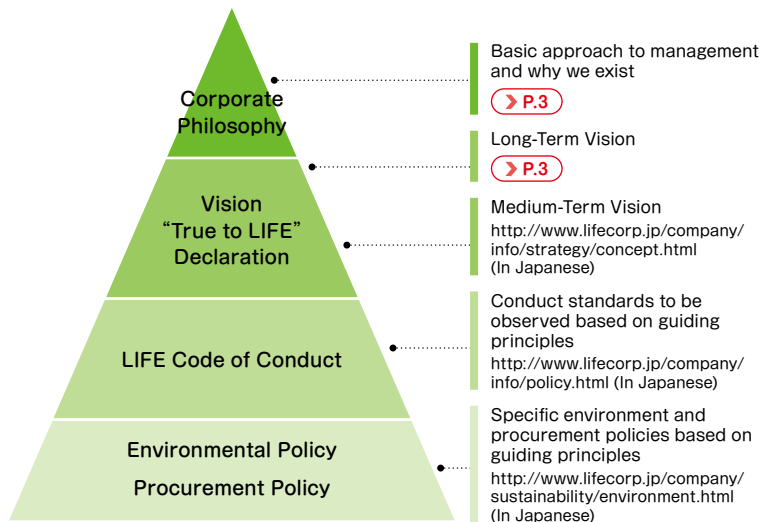 Corporate
Philosophy
Basic approach to management
and why we exist
P.3
Vision
“True to LIFE”
Declaration
Long-Term Vision
P.3
Medium-Term Vision
http://www.lifecorp.jp/company/
info/strategy/concept.html
(In Japanese)
LIFE Code of Conduct
Conduct standards to be
observed based on guiding
principles
http://www.lifecorp.jp/company/
info/policy.html (In Japanese)
Environmental Policy
Procurement Policy
Specific environment and
procurement policies based on
guiding principles
http://www.lifecorp.jp/company/
sustainability/environment.html
(In Japanese)